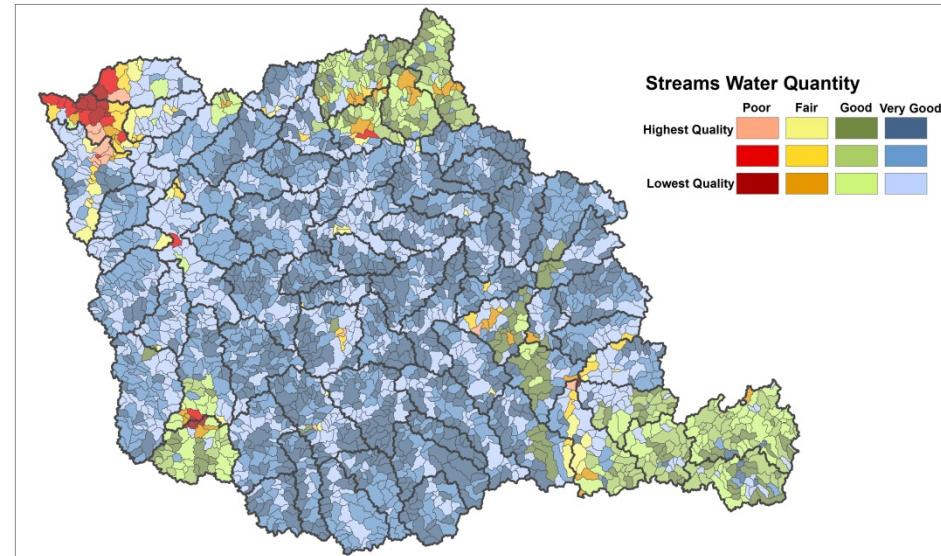 Streams Water Quantity
Poor Fair Good Very Good
Highest Quality
Lowest Quality